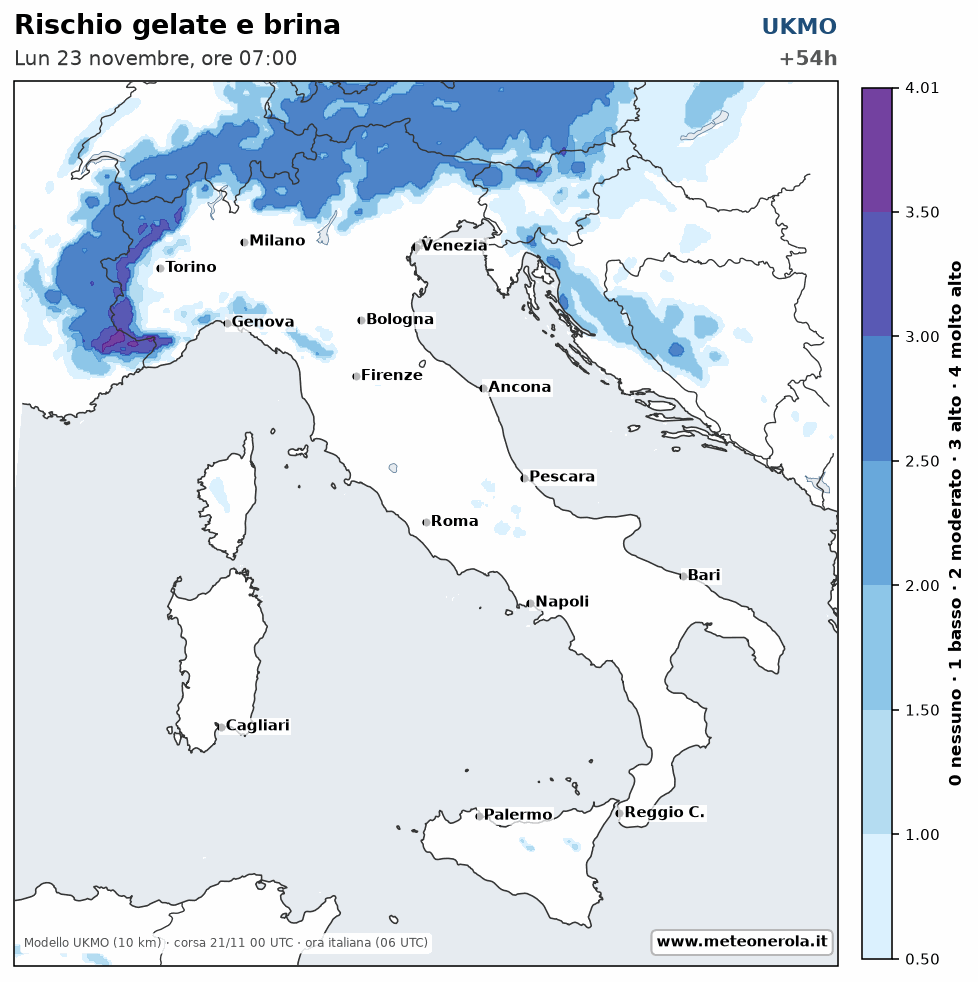 Rischio gelate e brina
UKMO
Lun 23 novembre, ore 07:00
+54h
4.01
3.50
3.00
2.50
2.00
1.50
1.00
0.50
0 nessuno · 1 basso · 2 moderato · 3 alto · 4 molto alto
Milano
Venezia
Torino
Genova
Bologna
Firenze
Ancona
Pescara
Roma
Bari
Napoli
Cagliari
Palermo
Reggio C.
Modello UKMO (10 km) · corsa 21/11 00 UTC · ora italiana (06 UTC)
www.meteonerola.it